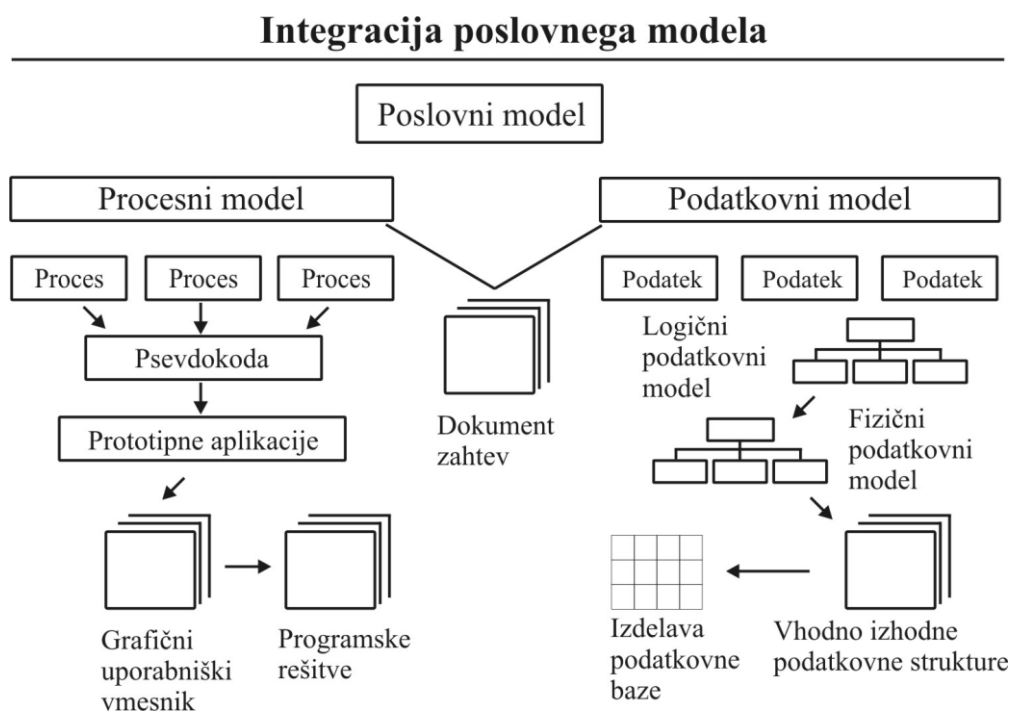 Integracija poslovnega modela
Poslovni model
Procesni model
Podatkovni model
Proces
Proces
Proces
Podatek
Podatek
Podatek
Psevdokoda
Prototipne aplikacije
Dokument
zahtev
Logični
podatkovni
model
Fizični
podatkovni
model
Grafični
uporabniški
vmesnik
Programske
rešitve
Izdelava
podatkovne
baze
Vhodno izhodne
podatkovne strukture